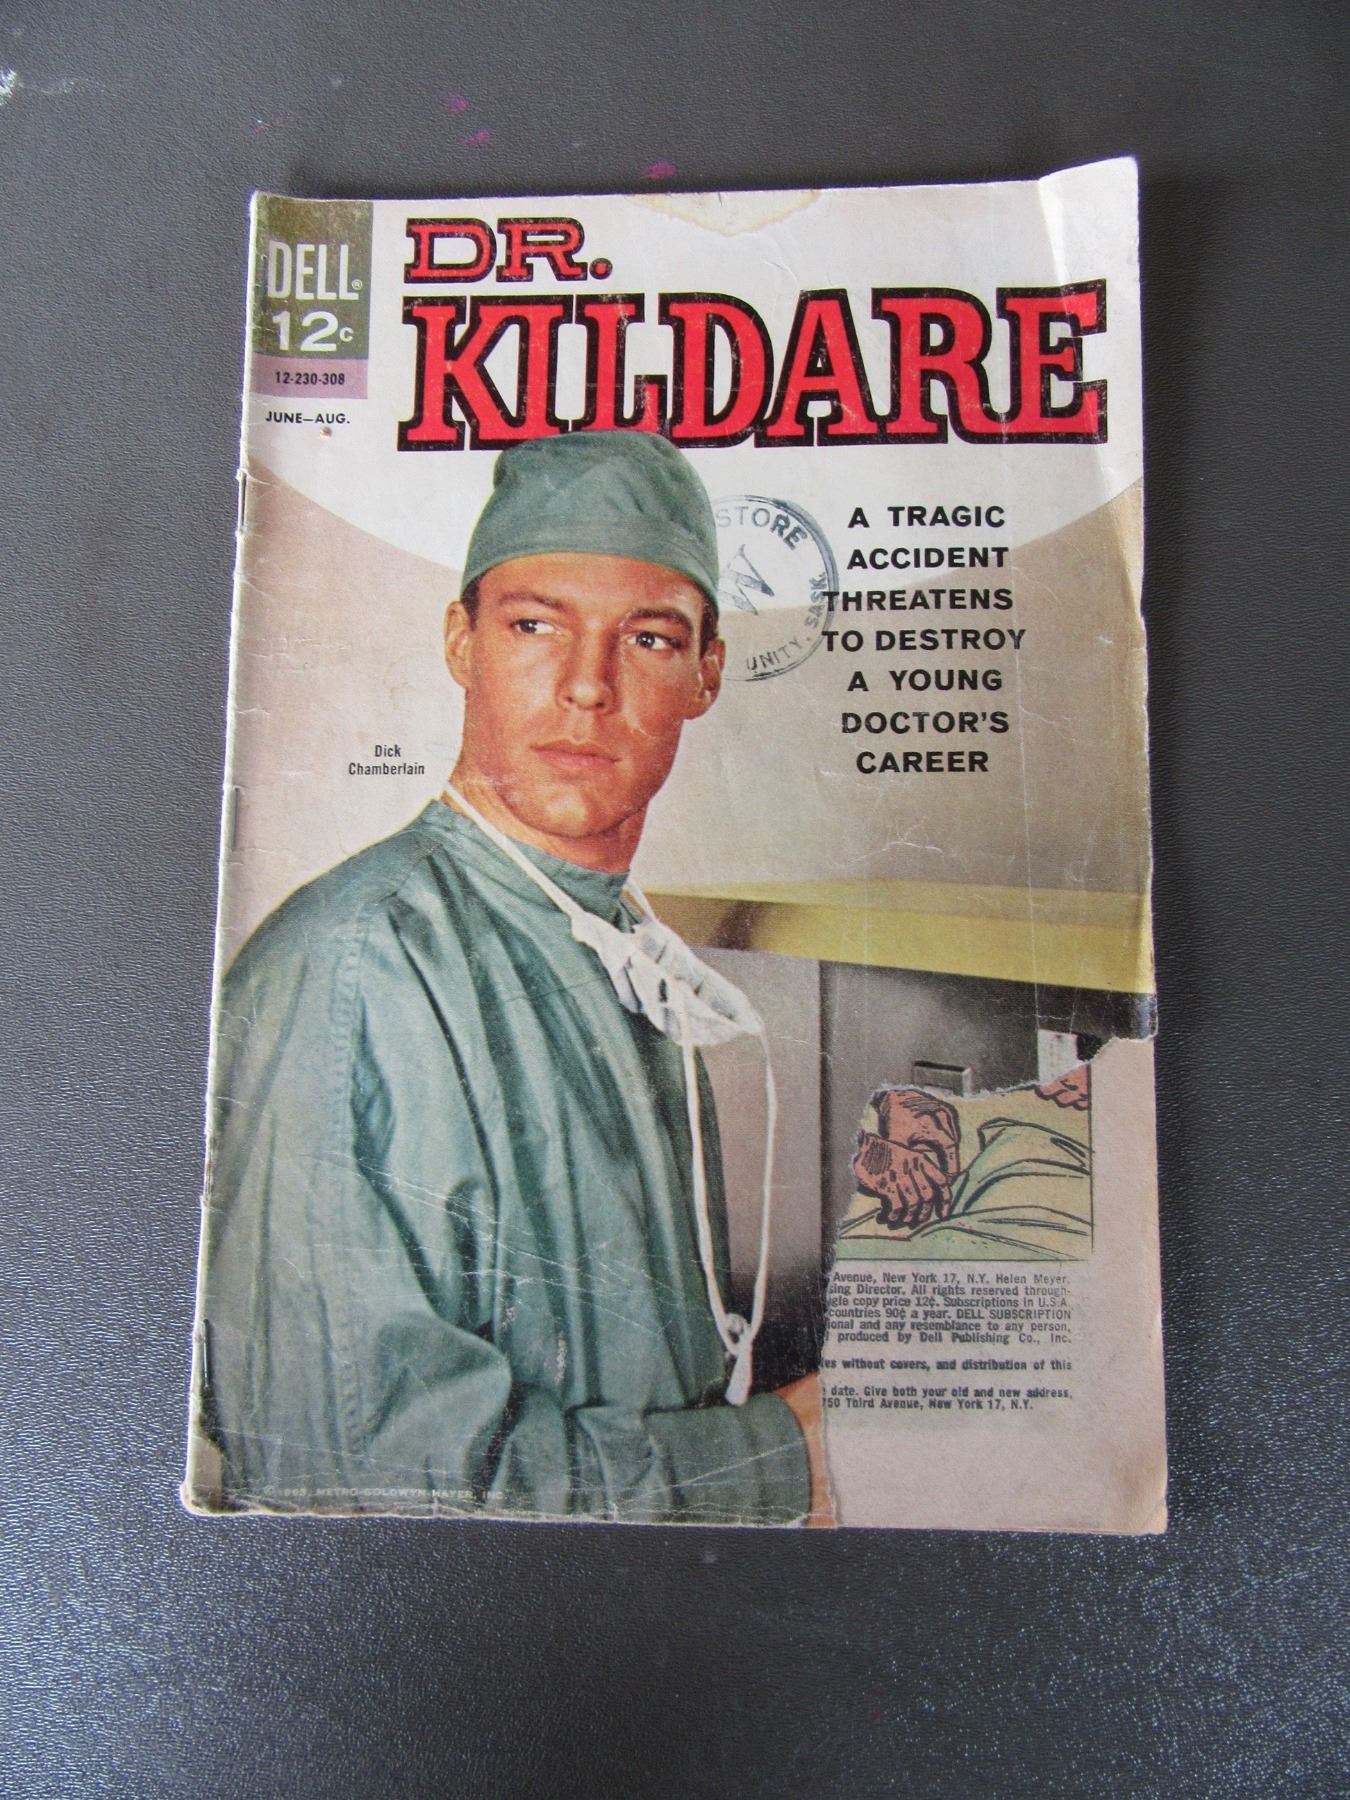 DELL®
12c
12-230-308
JUNE—AUG.
DR.
KILDARE
STORE
UNITY, SASK.
A TRAGIC
ACCIDENT
THREATENS
TO DESTROY
A YOUNG
DOCTOR'S
CAREER
Dick
Chamberlain
Avenue, New York 17, N.Y. Helen Meyer,
sing Director. All rights reserved through-
gle copy price 12¢. Subscriptions in U.S.A.
countries 90¢ a year. DELL SUBSCRIPTION
ional and any resemblance to any person,
produced by Dell Publishing Co., Inc.
es without covers, and distribution of this
date. Give both your old and new address,
750 Third Avenue, New York 17, N.Y.
© 1963, METRO-GOLDWYN-MAYER, INC.